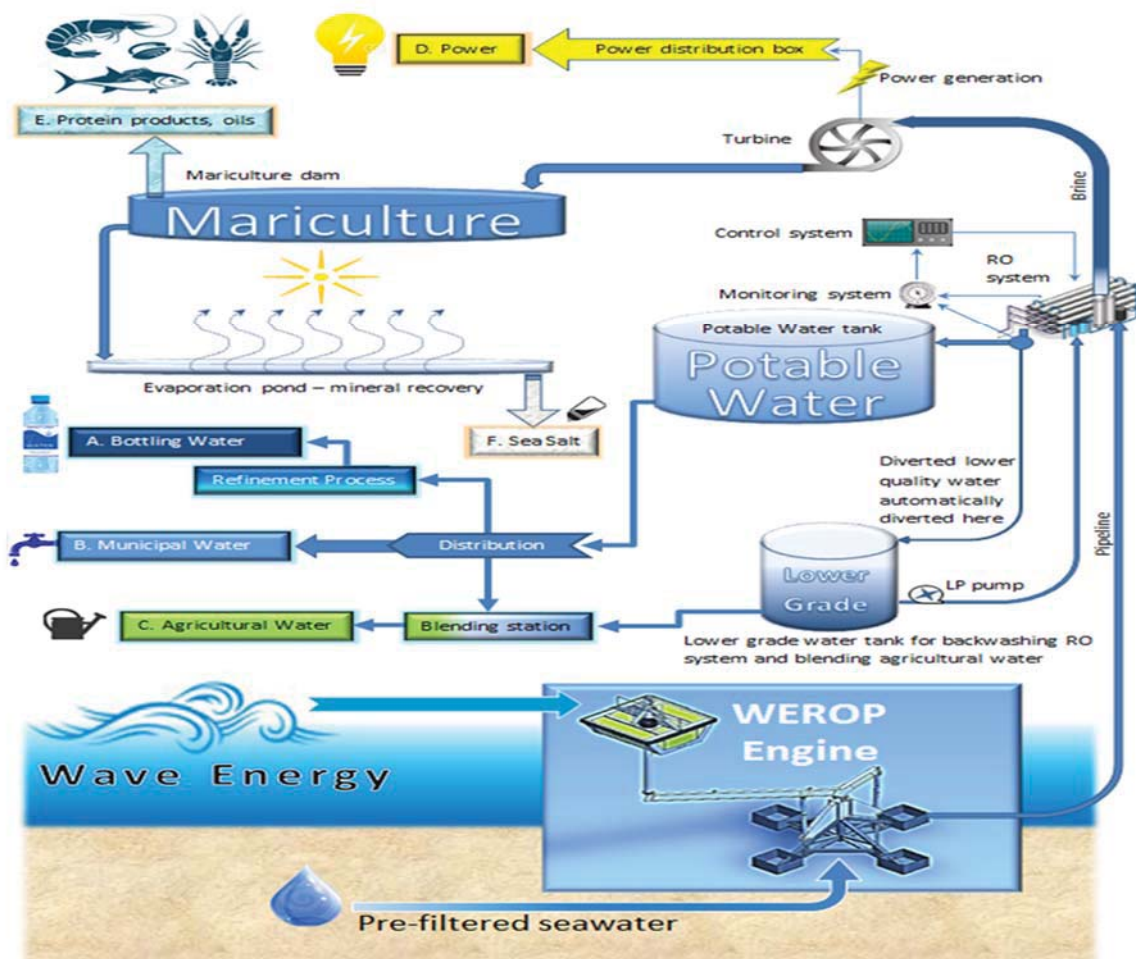 D. Power
Power distribution box
Power generation
E. Protein products, oils
Turbine
Mariculture dam
Mariculture
Brine
Control system
RO
system
Monitoring system
Potable Water tank
Potable
Water
Evaporation pond – mineral recovery
A. Bottling Water
F. Sea Salt
Refinement Process
Diverted lower
quality water
automatically
diverted here
Pipeline
B. Municipal Water
Distribution
Lower
Grade
LP pump
C. Agricultural Water
Blending station
Lower grade water tank for backwashing RO
system and blending agricultural water
WEROP
Engine
Wave Energy
Pre-filtered seawater